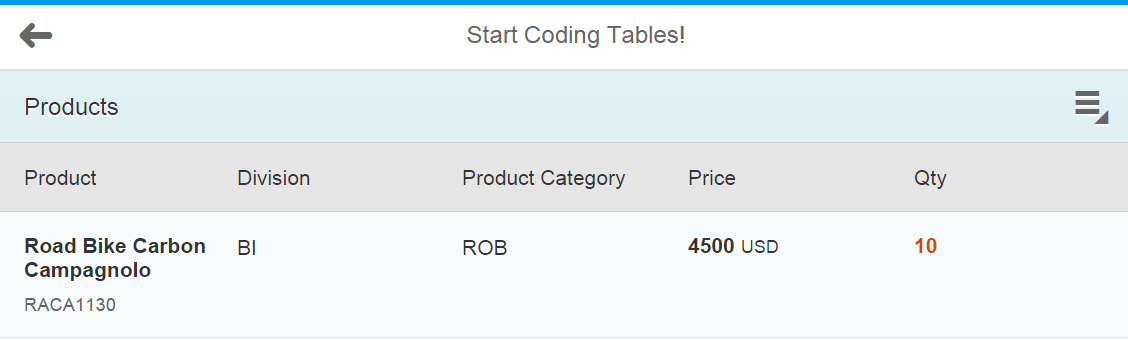 Start Coding Tables!
Products
Product Division Product Category Price Qty
Road Bike Carbon BI ROB 4500 USD 10
Campagnolo
RACA1130